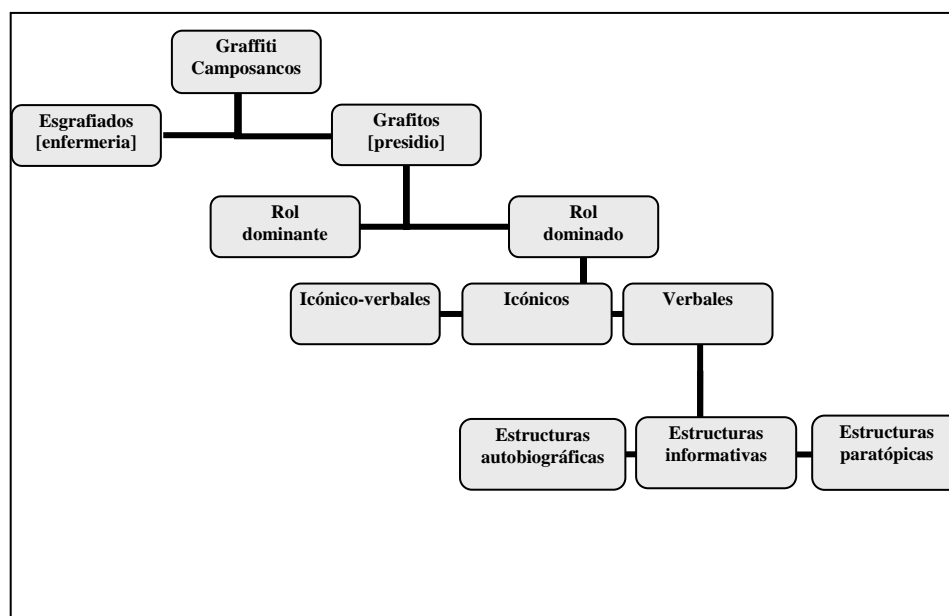 Graffiti
Camposancos
Esgrafiados
[enfermeria]
Grafitos
[presidio]
Rol
dominante
Rol
dominado
Icónico-verbales
Icónicos
Verbales
Estructuras
autobiográficas
Estructuras
informativas
Estructuras
paratópicas